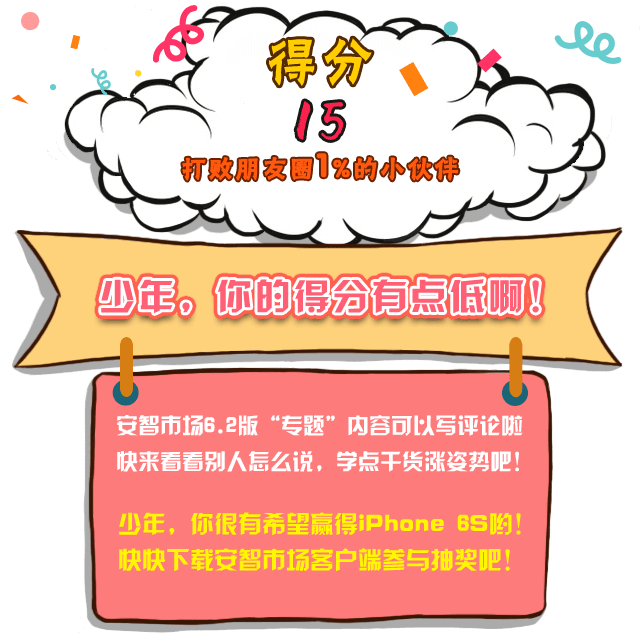 得分
15
打败朋友圈1%的小伙伴
少年，你的得分有点低啊！
安智市场6.2版“专题”内容可以写评论啦
快来看看别人怎么说，学点干货涨姿势吧！
少年，你很有希望赢得iPhone 6S哟！
快快下载安智市场客户端参与抽奖吧！